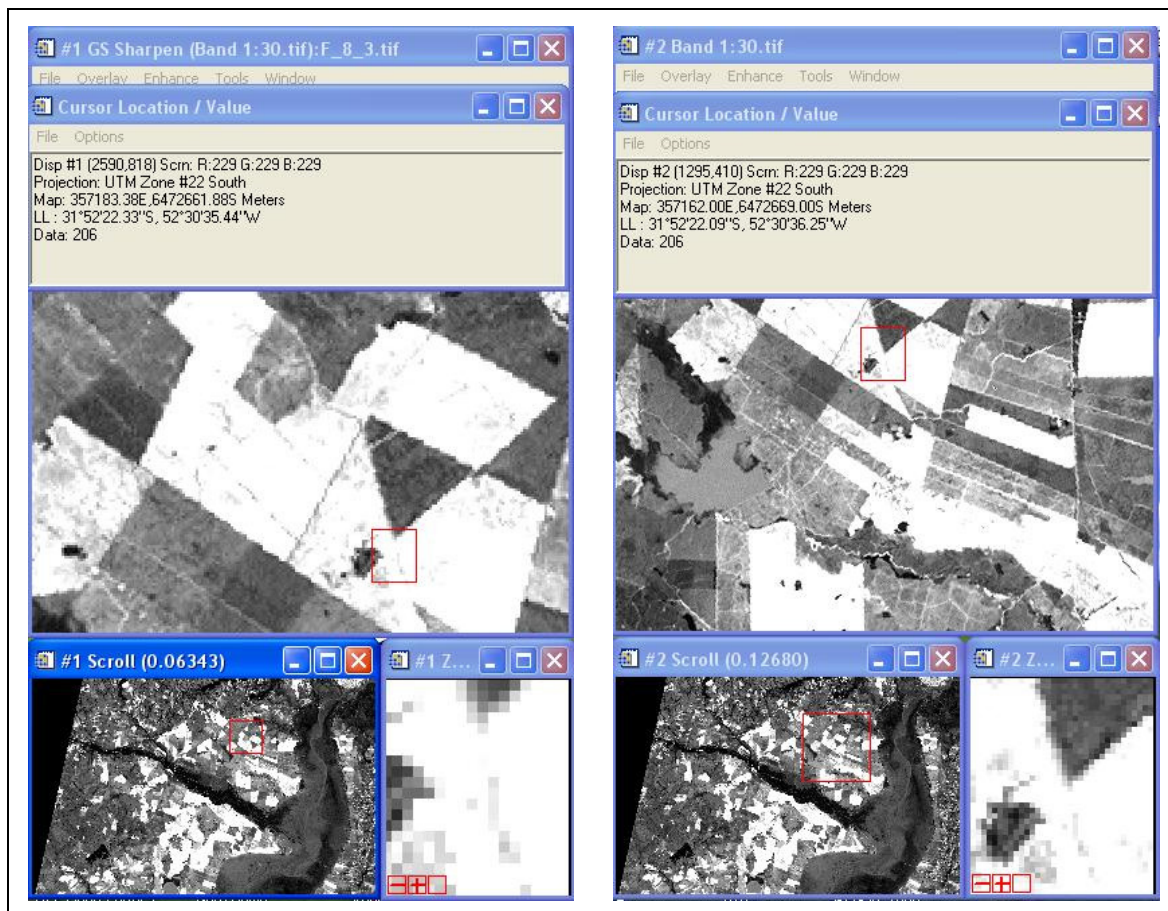 #1 GS Sharpen (Band 1:30.tif):F_8_3.tif
File Overlay Enhance Tools Window
Cursor Location / Value
File Options
Disp #1 (2590,818) Scrn: R:229 G:229 B:229
Projection: UTM Zone #22 South
Map: 357183.38E,6472661.88S Meters
LL : 31°52'22.33"S, 52°30'35.44"W
Data: 206
#1 Scroll (0.06343)
#1 Z...
#2 Band 1:30.tif
File Overlay Enhance Tools Window
Cursor Location / Value
File Options
Disp #2 (1295,410) Scrn: R:229 G:229 B:229
Projection: UTM Zone #22 South
Map: 357162.00E,6472669.00S Meters
LL : 31°52'22.09"S, 52°30'36.25"W
Data: 206
#2 Scroll (0.12680)
#2 Z...